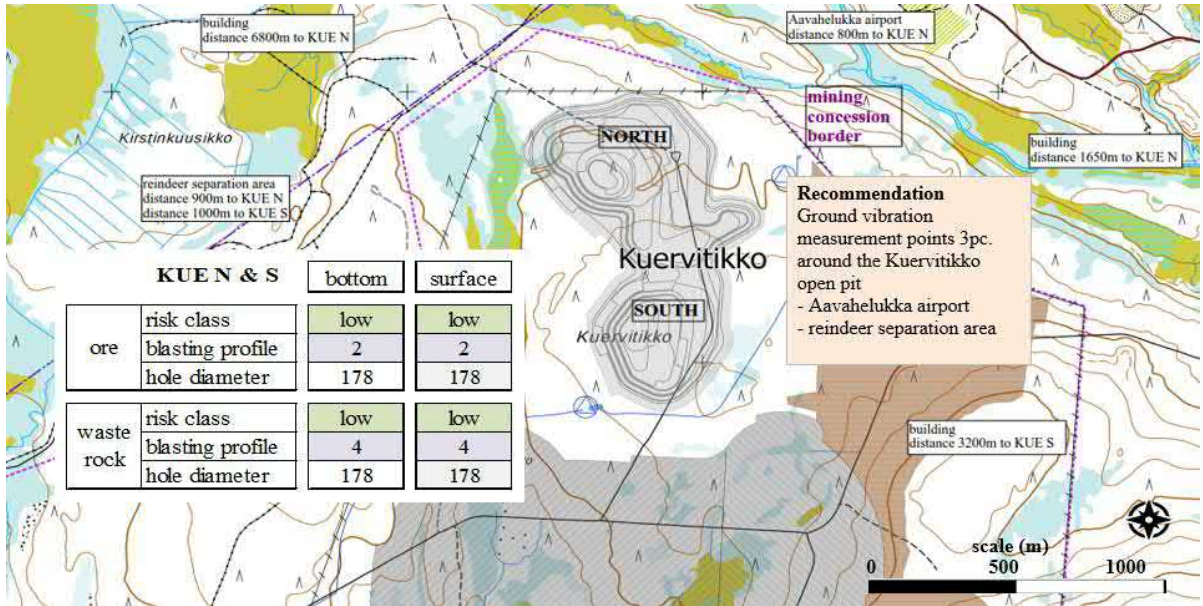 building
distance 6800m to KUE N
Aavahelukka airport
distance 800m to KUE N
mining
concession
border
NORTH
Kirstinkuusikko
building
distance 1650m to KUE N
reindeer separation area
distance 900m to KUE N
distance 1000m to KUE S
Recommendation
Ground vibration
measurement points 3pc.
around the Kuervitikko
open pit
- Aavahelukka airport
- reindeer separation area
Kuervitikko
SOUTH
Kuervitikko
KUE N & S bottom surface
ore
risk class low low
blasting profile 2 2
hole diameter 178 178
waste
rock
risk class low low
blasting profile 4 4
hole diameter 178 178
building
distance 3200m to KUE S
scale (m)
0 500 1000